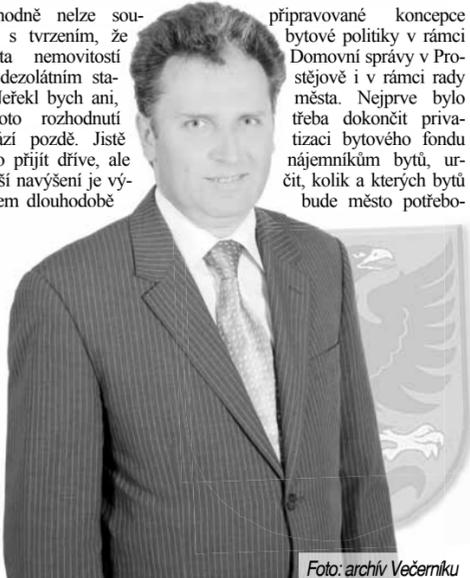 hodně nelze sou-
s tvrzením, že
ta nemovitostí
dezolátním sta-
eřekl bych ani,
oto rozhodnutí
ází pozdě. Jistě
o přijít dříve, ale
ší navýšení je vý-
em dlouhodobě
připravované koncepce
bytové politiky v rámci
Domovní správy v Pro-
stějově i v rámci rady
města. Nejprve bylo
třeba dokončit priva-
tizaci bytového fondu
nájemníkům bytů, ur-
čit, kolik a kterých bytů
bude město potřebo-
Foto: archív Večerníku